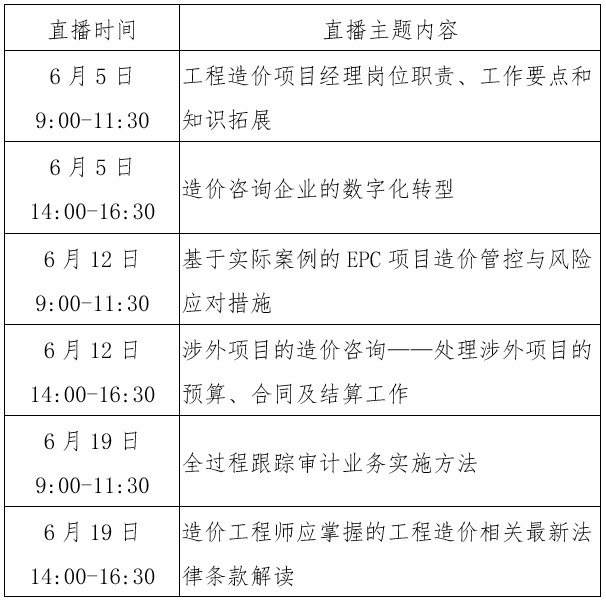 直播时间 直播主题内容
6 月 5 日
9:00-11:30
工程造价项目经理岗位职责、工作要点和
知识拓展
6 月 5 日
14:00-16:30
造价咨询企业的数字化转型
6 月 12 日
9:00-11:30
基于实际案例的 EPC 项目造价管控与风险
应对措施
6 月 12 日
14:00-16:30
涉外项目的造价咨询——处理涉外项目的
预算、合同及结算工作
6 月 19 日
9:00-11:30
全过程跟踪审计业务实施方法
6 月 19 日
14:00-16:30
造价工程师应掌握的工程造价相关最新法
律条款解读